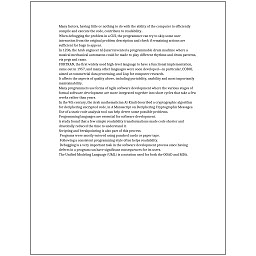 Many factors, having little or nothing to do with the ability of the computer to efficiently
compile and execute the code, contribute to readability.
When debugging the problem in a GUI, the programmer can try to skip some user
interaction from the original problem description and check if remaining actions are
sufficient for bugs to appear.
In 1206, the Arab engineer Al-Jazari invented a programmable drum machine where a
musical mechanical automaton could be made to play different rhythms and drum patterns,
via pegs and cams.
FORTRAN, the first widely used high-level language to have a functional implementation,
came out in 1957, and many other languages were soon developed—in particular, COBOL
aimed at commercial data processing, and Lisp for computer research.
It affects the aspects of quality above, including portability, usability and most importantly
maintainability.
Many programmers use forms of Agile software development where the various stages of
formal software development are more integrated together into short cycles that take a few
weeks rather than years.
In the 9th century, the Arab mathematician Al-Kindi described a cryptographic algorithm
for deciphering encrypted code, in A Manuscript on Deciphering Cryptographic Messages.
Use of a static code analysis tool can help detect some possible problems.
Programming languages are essential for software development.
A study found that a few simple readability transformations made code shorter and
drastically reduced the time to understand it.
Scripting and breakpointing is also part of this process.
Programs were mostly entered using punched cards or paper tape.
Following a consistent programming style often helps readability.
Debugging is a very important task in the software development process since having
defects in a program can have significant consequences for its users.
The Unified Modeling Language (UML) is a notation used for both the OOAD and MDA.